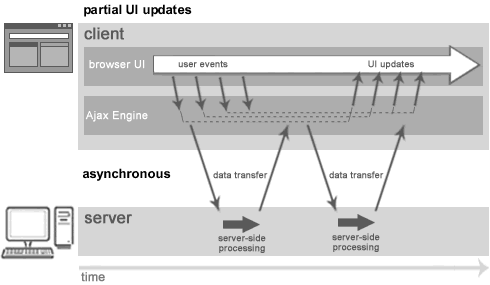 partial UI updates
client
browser UI
user events
UI updates
Ajax Engine
asynchronous
data transfer
data transfer
server
server-side
processing
server-side
processing
time